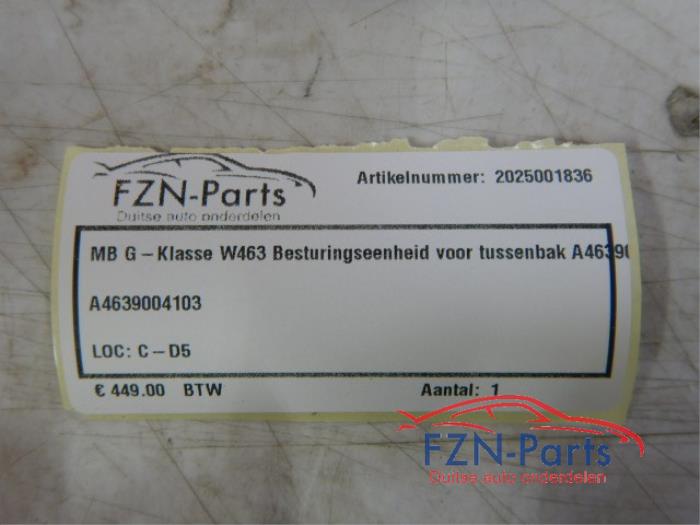 FZN-Parts
Duitse auto onderdelen
Artikelnummer: 2025001836
MB G-Klasse W463 Besturingseenheid voor tussenbak A46390
A4639004103
LOC: C-D5
€ 449.00 BTW
Aantal: 1
FZN-Parts
Duitse auto onderdelen